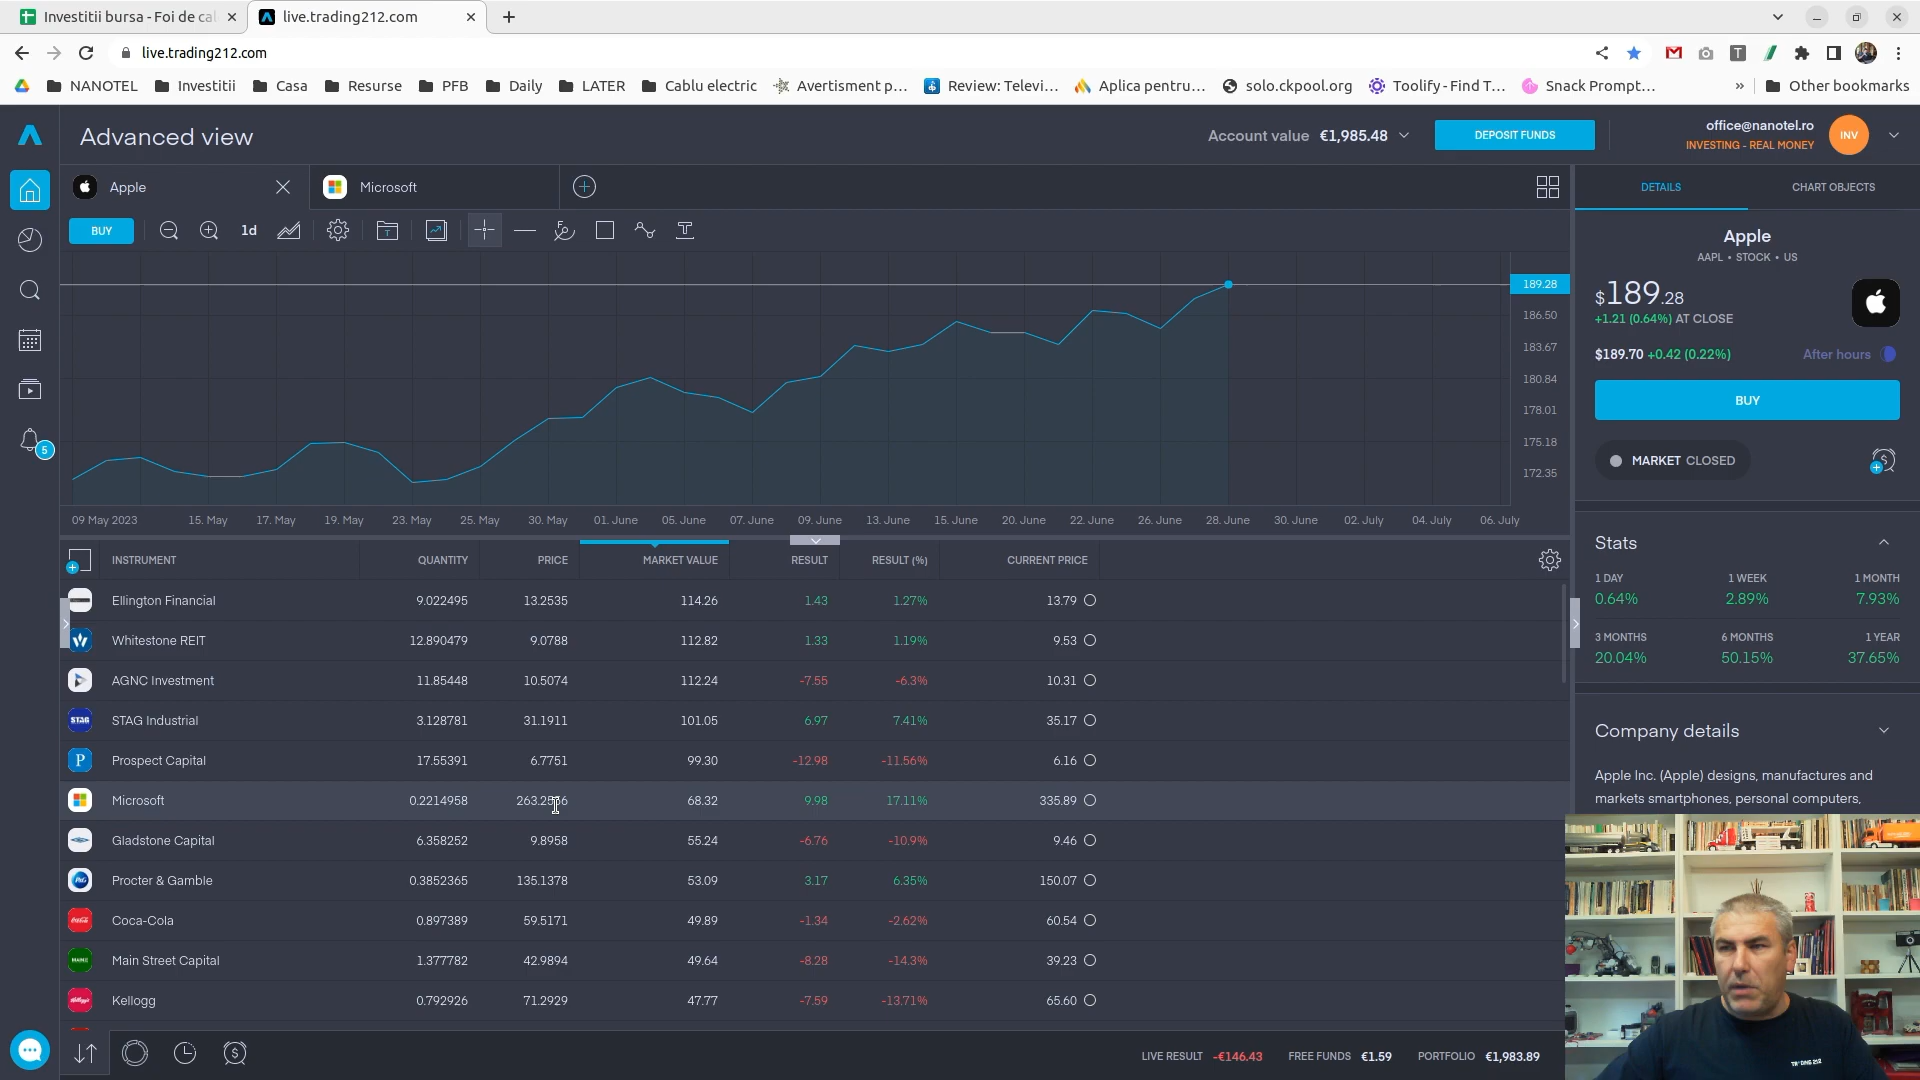 Investitii bursa - Foi de cal
live.trading212.com
live.trading212.com
NANOTEL
Investitii
Casa
Resurse
PFB
Daily
LATER
Cablu electric
Avertisment p...
Review: Televi...
Aplica pentru...
solo.ckpool.org
Toolify - Find T...
Snack Prompt...
»
Other bookmarks
Advanced view
Account value €1,985.48
DEPOSIT FUNDS
office@nanotel.ro
INVESTING - REAL MONEY
INV
Apple
Microsoft
DETAILS
CHART OBJECTS
BUY
1d
189.28
186.50
183.67
180.84
178.01
175.18
172.35
09 May 2023
15. May
17. May
19. May
23. May
25. May
30. May
01. June
05. June
07. June
09. June
13. June
15. June
20. June
22. June
26. June
28. June
30. June
02. July
04. July
06. July
Apple
AAPL • STOCK • US
$189.28
+1.21 (0.64%) AT CLOSE
$189.70 +0.42 (0.22%)
After hours
BUY
MARKET CLOSED
5
Stats
1 DAY 1 WEEK 1 MONTH
0.64% 2.89% 7.93%
3 MONTHS 6 MONTHS 1 YEAR
20.04% 50.15% 37.65%
Company details
Apple Inc. (Apple) designs, manufactures and
markets smartphones, personal computers,
INSTRUMENT QUANTITY PRICE MARKET VALUE RESULT RESULT (%) CURRENT PRICE
Ellington Financial 9.022495 13.2535 114.26 1.43 1.27% 13.79
Whitestone REIT 12.890479 9.0788 112.82 1.33 1.19% 9.53
AGNC Investment 11.85448 10.5074 112.24 -7.55 -6.3% 10.31
STAG STAG Industrial 3.128781 31.1911 101.05 6.97 7.41% 35.17
P Prospect Capital 17.55391 6.7751 99.30 -12.98 -11.56% 6.16
Microsoft 0.2214958 68.32 9.98 17.11% 335.89
Gladstone Capital 6.358252 9.8958 55.24 -6.76 -10.9% 9.46
P&G Procter & Gamble 0.3852365 135.1378 53.09 3.17 6.35% 150.07
Coca-Cola 0.897389 59.5171 49.89 -1.34 -2.62% 60.54
MAIN Main Street Capital 1.377782 42.9894 49.64 -8.28 -14.3% 39.23
Kellogg's Kellogg 0.792926 71.2929 47.77 -7.59 -13.71% 65.60
LIVE RESULT -€146.43 FREE FUNDS €1.59 PORTFOLIO €1,983.89
TRADING 212